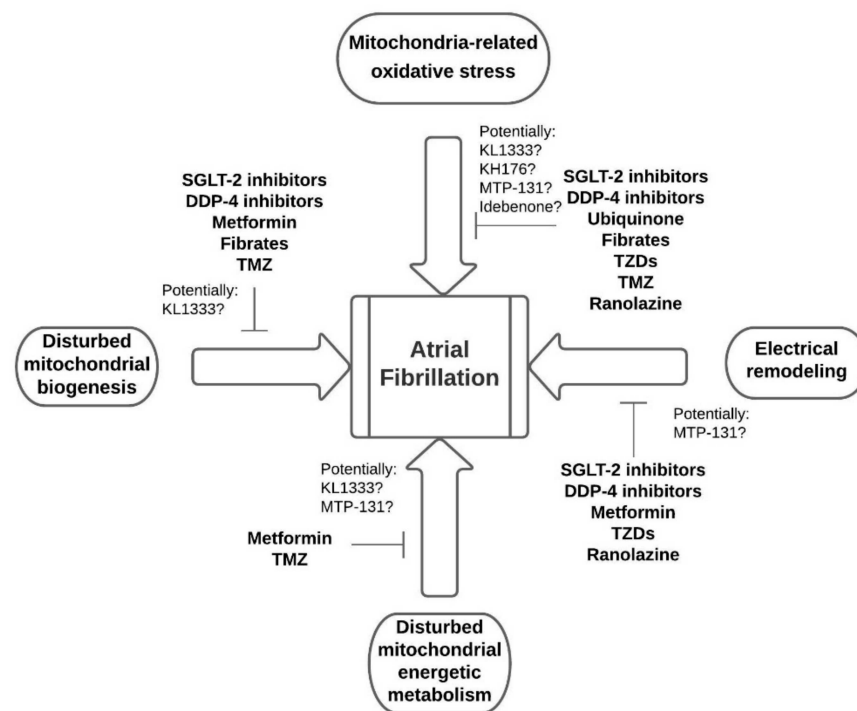 Mitochondria-related
oxidative stress
Potentially:
KL1333?
KH176?
MTP-131?
Idebenone?
SGLT-2 inhibitors
DDP-4 inhibitors
Ubiquinone
Fibrates
TZDs
TMZ
Ranolazine
SGLT-2 inhibitors
DDP-4 inhibitors
Metformin
Fibrates
TMZ
Potentially:
KL1333?
Disturbed
mitochondrial
biogenesis
Atrial
Fibrillation
Electrical
remodeling
Potentially:
MTP-131?
SGLT-2 inhibitors
DDP-4 inhibitors
Metformin
TZDs
Ranolazine
Potentially:
KL1333?
MTP-131?
Metformin
TMZ
Disturbed
mitochondrial
energetic
metabolism